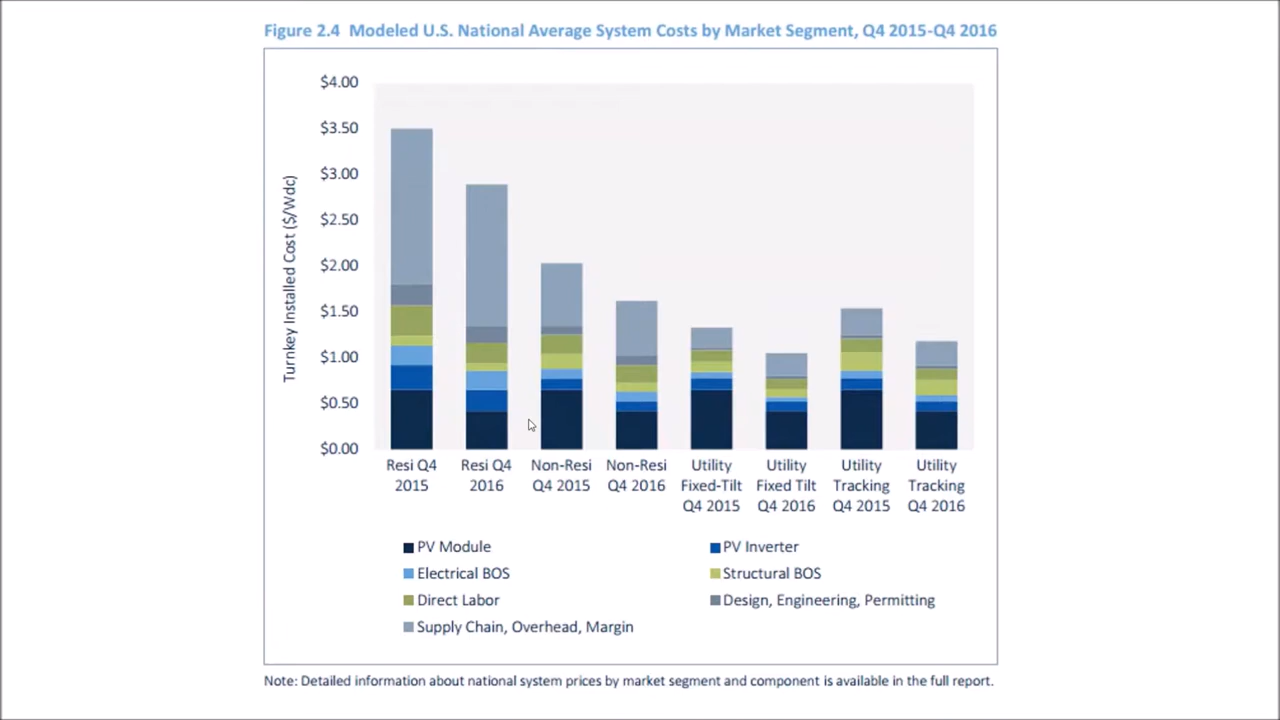 Figure 2.4  Modeled U.S. National Average System Costs by Market Segment, Q4 2015-Q4 2016
$4.00
$3.50
$3.00
$2.50
$2.00
$1.50
$1.00
$0.50
$0.00
Turnkey Installed Cost ($/Wdc)
Resi Q4
2015
Resi Q4
2016
Non-Resi
Q4 2015
Non-Resi
Q4 2016
Utility
Fixed-Tilt
Q4 2015
Utility
Fixed Tilt
Q4 2016
Utility
Tracking
Q4 2015
Utility
Tracking
Q4 2016
PV Module
PV Inverter
Electrical BOS
Structural BOS
Direct Labor
Design, Engineering, Permitting
Supply Chain, Overhead, Margin
Note: Detailed information about national system prices by market segment and component is available in the full report.